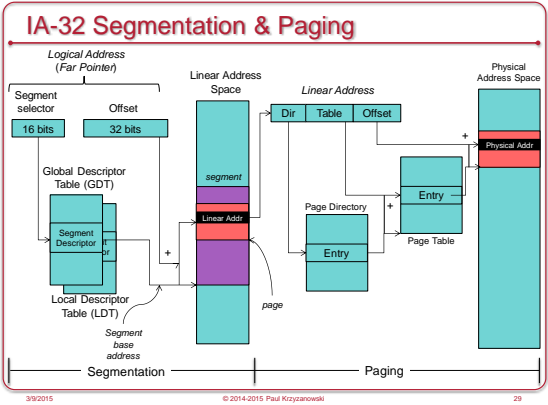 IA-32 Segmentation & Paging
Logical Address
(Far Pointer)
Segment
selector
Offset
16 bits
32 bits
Global Descriptor
Table (GDT)
Segment
Descriptor
Local Descriptor
Table (LDT)
Segment
base
address
+
Linear Address
Space
segment
Linear Addr
page
Linear Address
Dir
Table
Offset
Page Directory
Entry
+
Entry
Page Table
+
Physical
Address Space
Physical Addr
Segmentation
Paging
3/9/2015
© 2014-2015 Paul Krzyzanowski
29